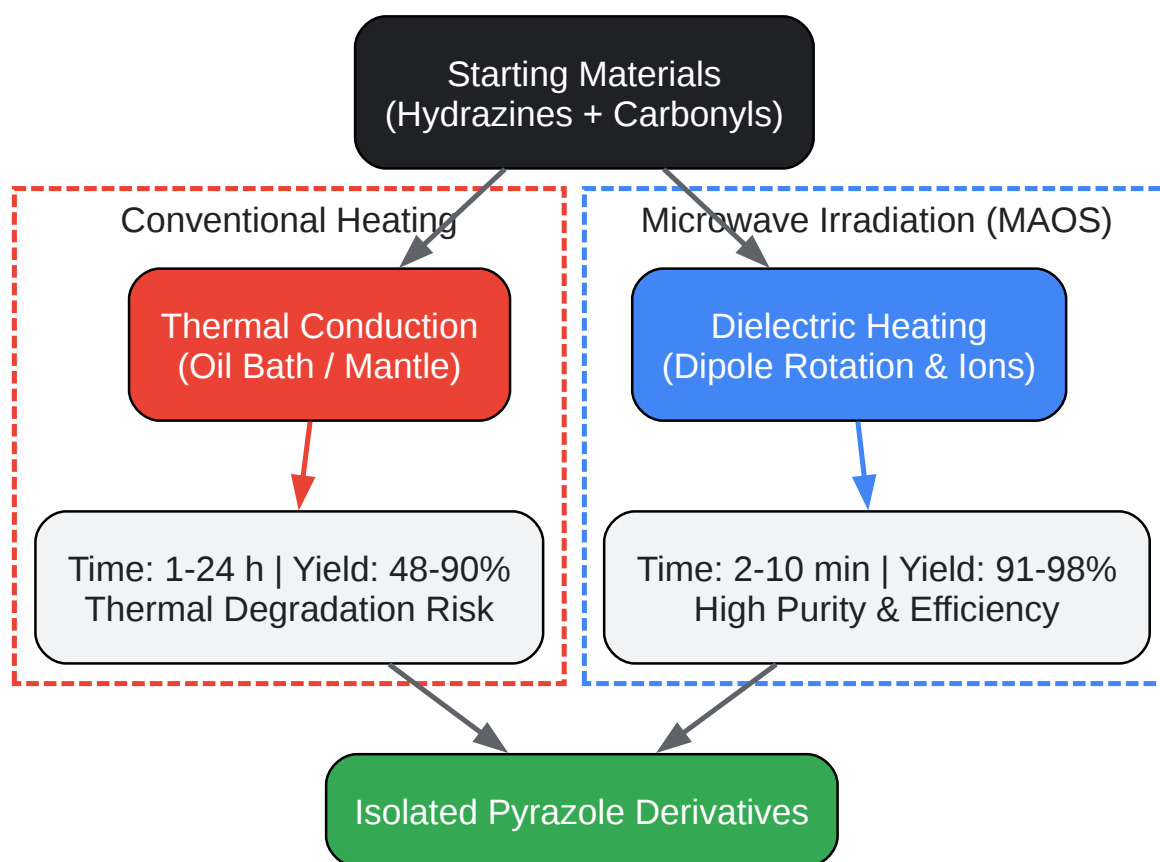 Starting Materials
(Hydrazines + Carbonyls)
Conventional Heating
Microwave Irradiation (MAOS)
Thermal Conduction
(Oil Bath / Mantle)
Dielectric Heating
(Dipole Rotation & Ions)
Time: 1-24 h | Yield: 48-90%
Thermal Degradation Risk
Time: 2-10 min | Yield: 91-98%
High Purity & Efficiency
Isolated Pyrazole Derivatives